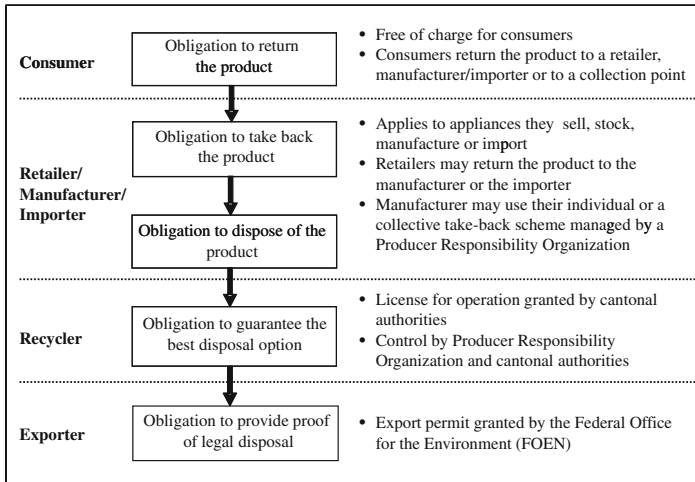 Consumer
Obligation to return
the product
• Free of charge for consumers
• Consumers return the product to a retailer,
manufacturer/importer or to a collection point
Retailer/
Manufacturer/
Importer
Obligation to take back
the product
Obligation to dispose of the
product
• Applies to appliances they sell, stock,
manufacture or import
• Retailers may return the product to the
manufacturer or the importer
• Manufacturer may use their individual or a
collective take-back scheme managed by a
Producer Responsibility Organization
Recycler
Obligation to guarantee the
best disposal option
• License for operation granted by cantonal
authorities
• Control by Producer Responsibility
Organization and cantonal authorities
Exporter
Obligation to provide proof
of legal disposal
• Export permit granted by the Federal Office
for the Environment (FOEN)